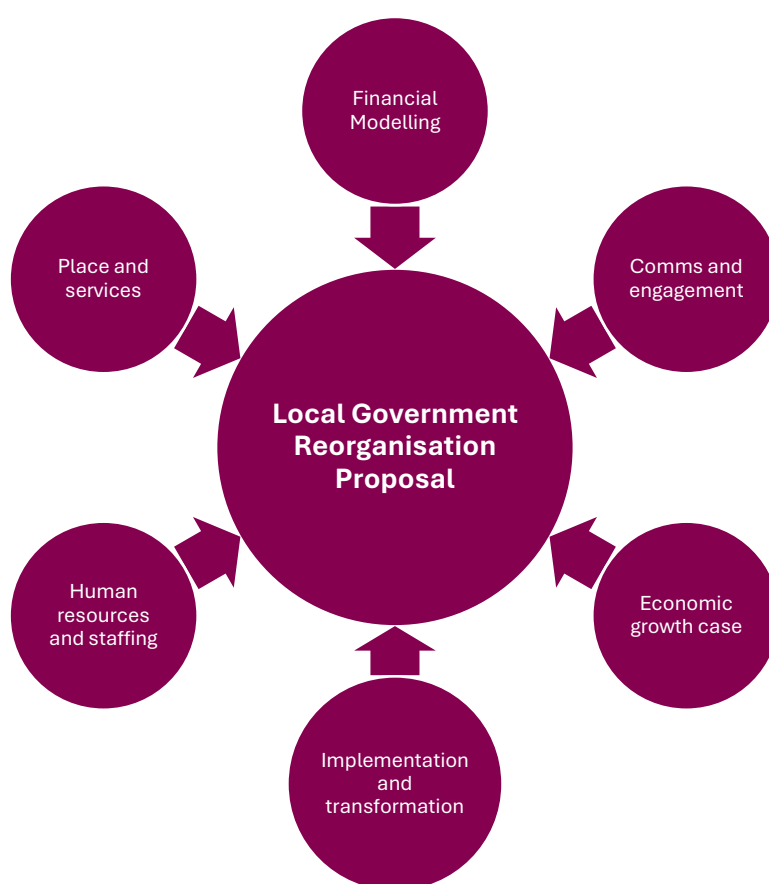 Financial
Modelling
Place and
services
Comms and
engagement
Local Government
Reorganisation
Proposal
Human
resources
and staffing
Economic
growth case
Implementation
and
transformation